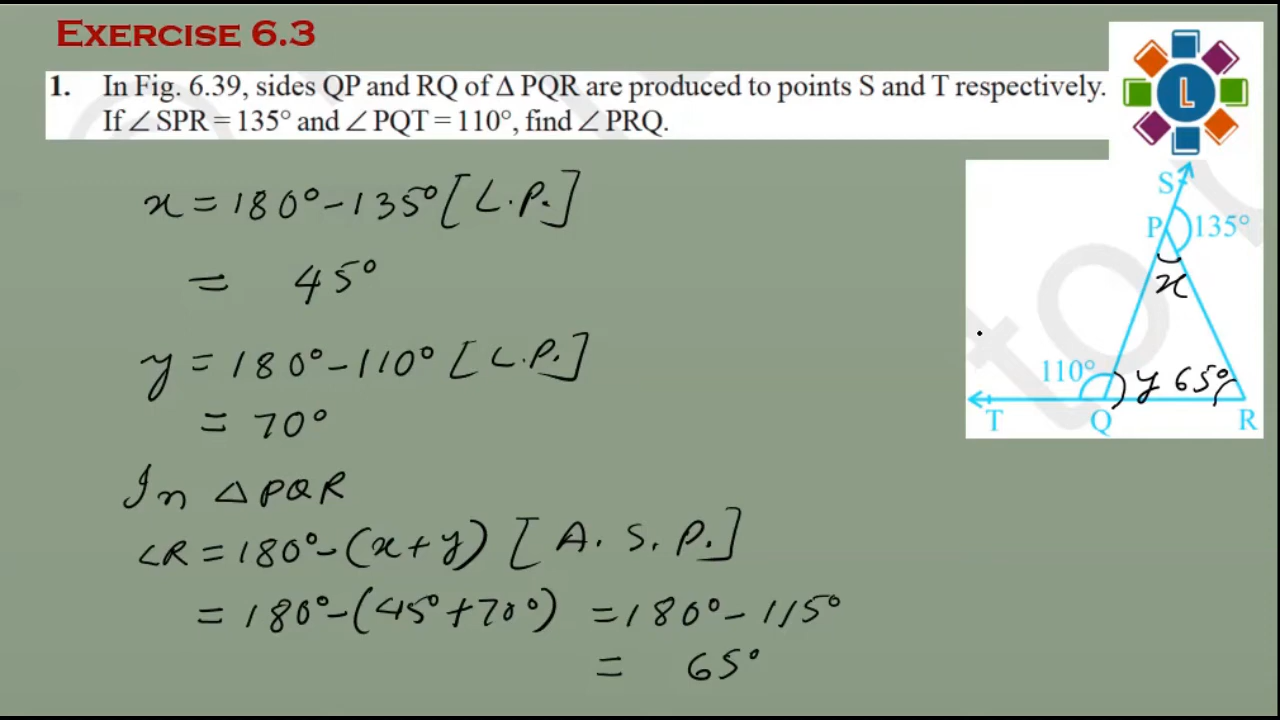 EXERCISE 6.3
1. In Fig. 6.39, sides QP and RQ of Δ PQR are produced to points S and T respectively.
If ∠ SPR = 135° and ∠ PQT = 110°, find ∠ PRQ.
L
x = 180° - 135° [L.P.]
= 45°
y = 180° - 110° [L.P.]
= 70°
In △PQR
∠R = 180° - (x + y) [A.S.P.]
= 180° - (45° + 70°) = 180° - 115°
= 65°
S
P 135°
x
110° y 65°
T Q R